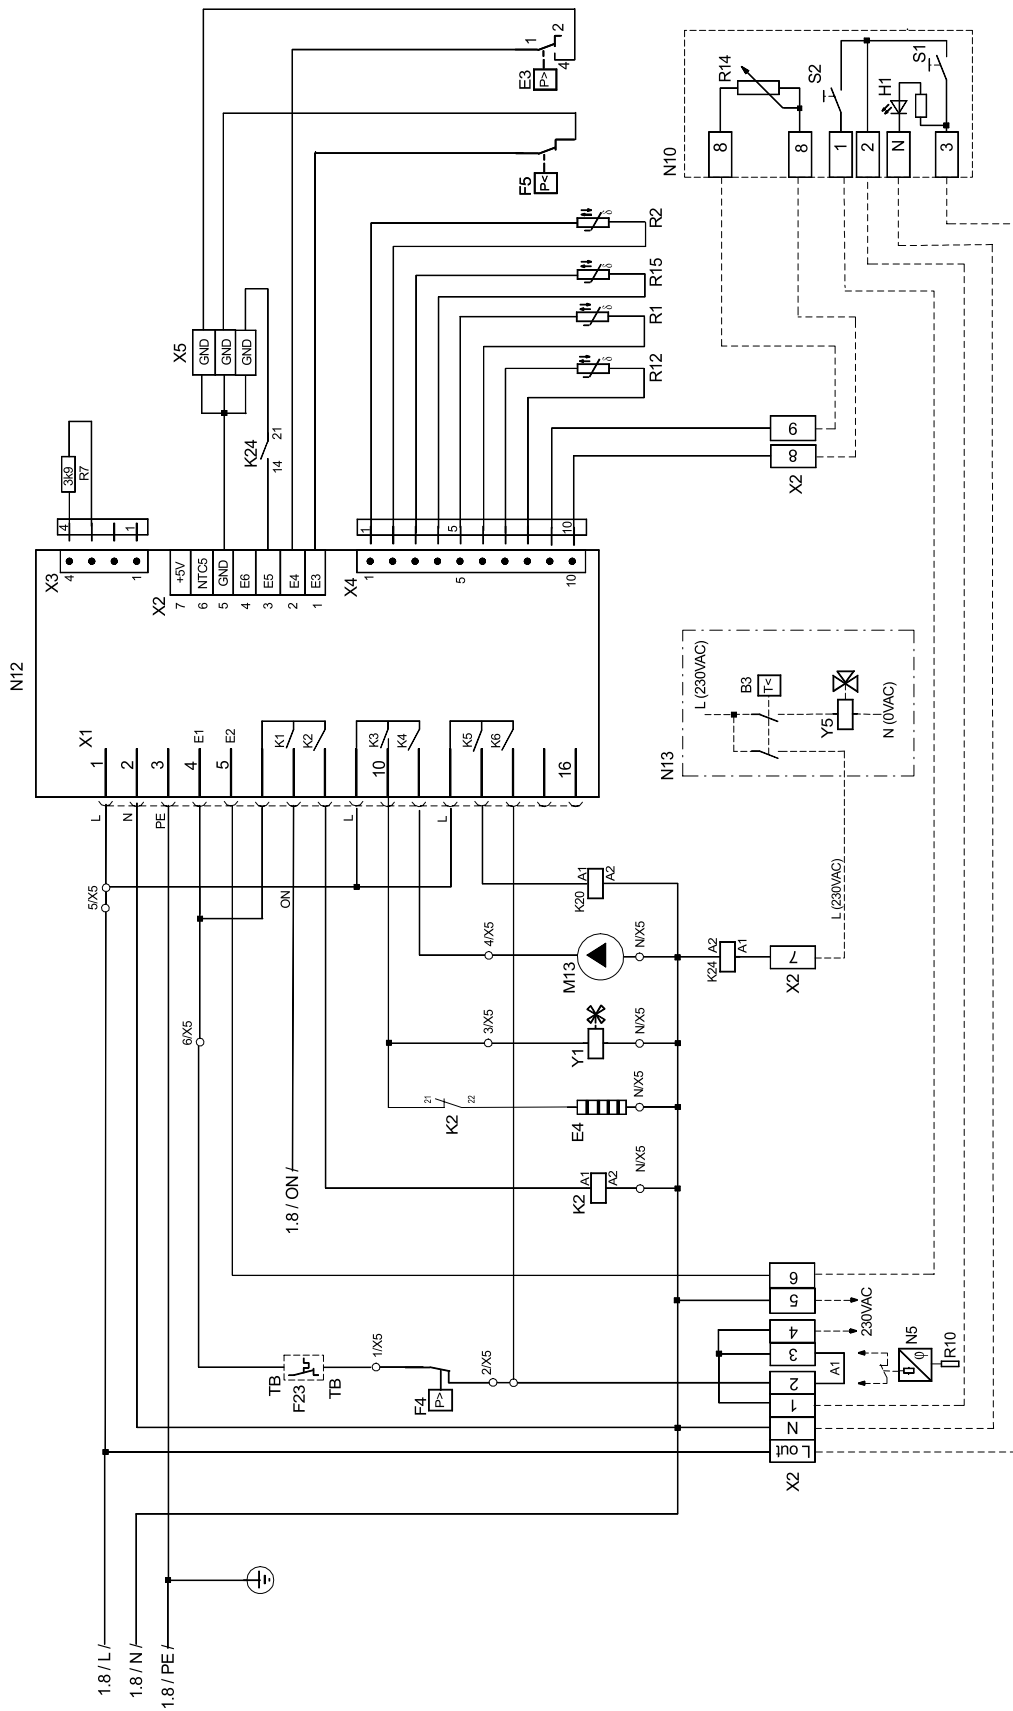 1.8 / L /
1.8 / N /
1.8 / PE /
N12
X1
1
2
3
4
5
10
16
E1
E2
K1
K2
K3
K4
K5
K6
L
N
PE
L
L
ON
5/X5
6/X5
1.8 / ON /
X3
4
1
4
1
3k9
R7
X2
7
6
5
4
3
2
1
+5V
NTC5
GND
E6
E5
E4
E3
X4
1
5
10
1
5
10
X5
GND
GND
GND
K24
14
21
E3
P>
1
2
4
F5
P<
R2
R15
R1
R12
δ
δ
δ
δ
X2
9
8
N10
8
8
1
2
N
3
R14
S2
H1
S1
N13
L (230VAC)
B3
T<
Y5
N (0VAC)
L (230VAC)
K20
A1
A2
M13
4/X5
N/X5
K24
A2
A1
X2
7
Y1
3/X5
N/X5
K2
21
22
E4
N/X5
K2
A1
A2
N/X5
TB
F23
TB
1/X5
F4
P>
2/X5
X2
L out
N
1
2
3
4
5
6
A1
230VAC
N5
φ
R10